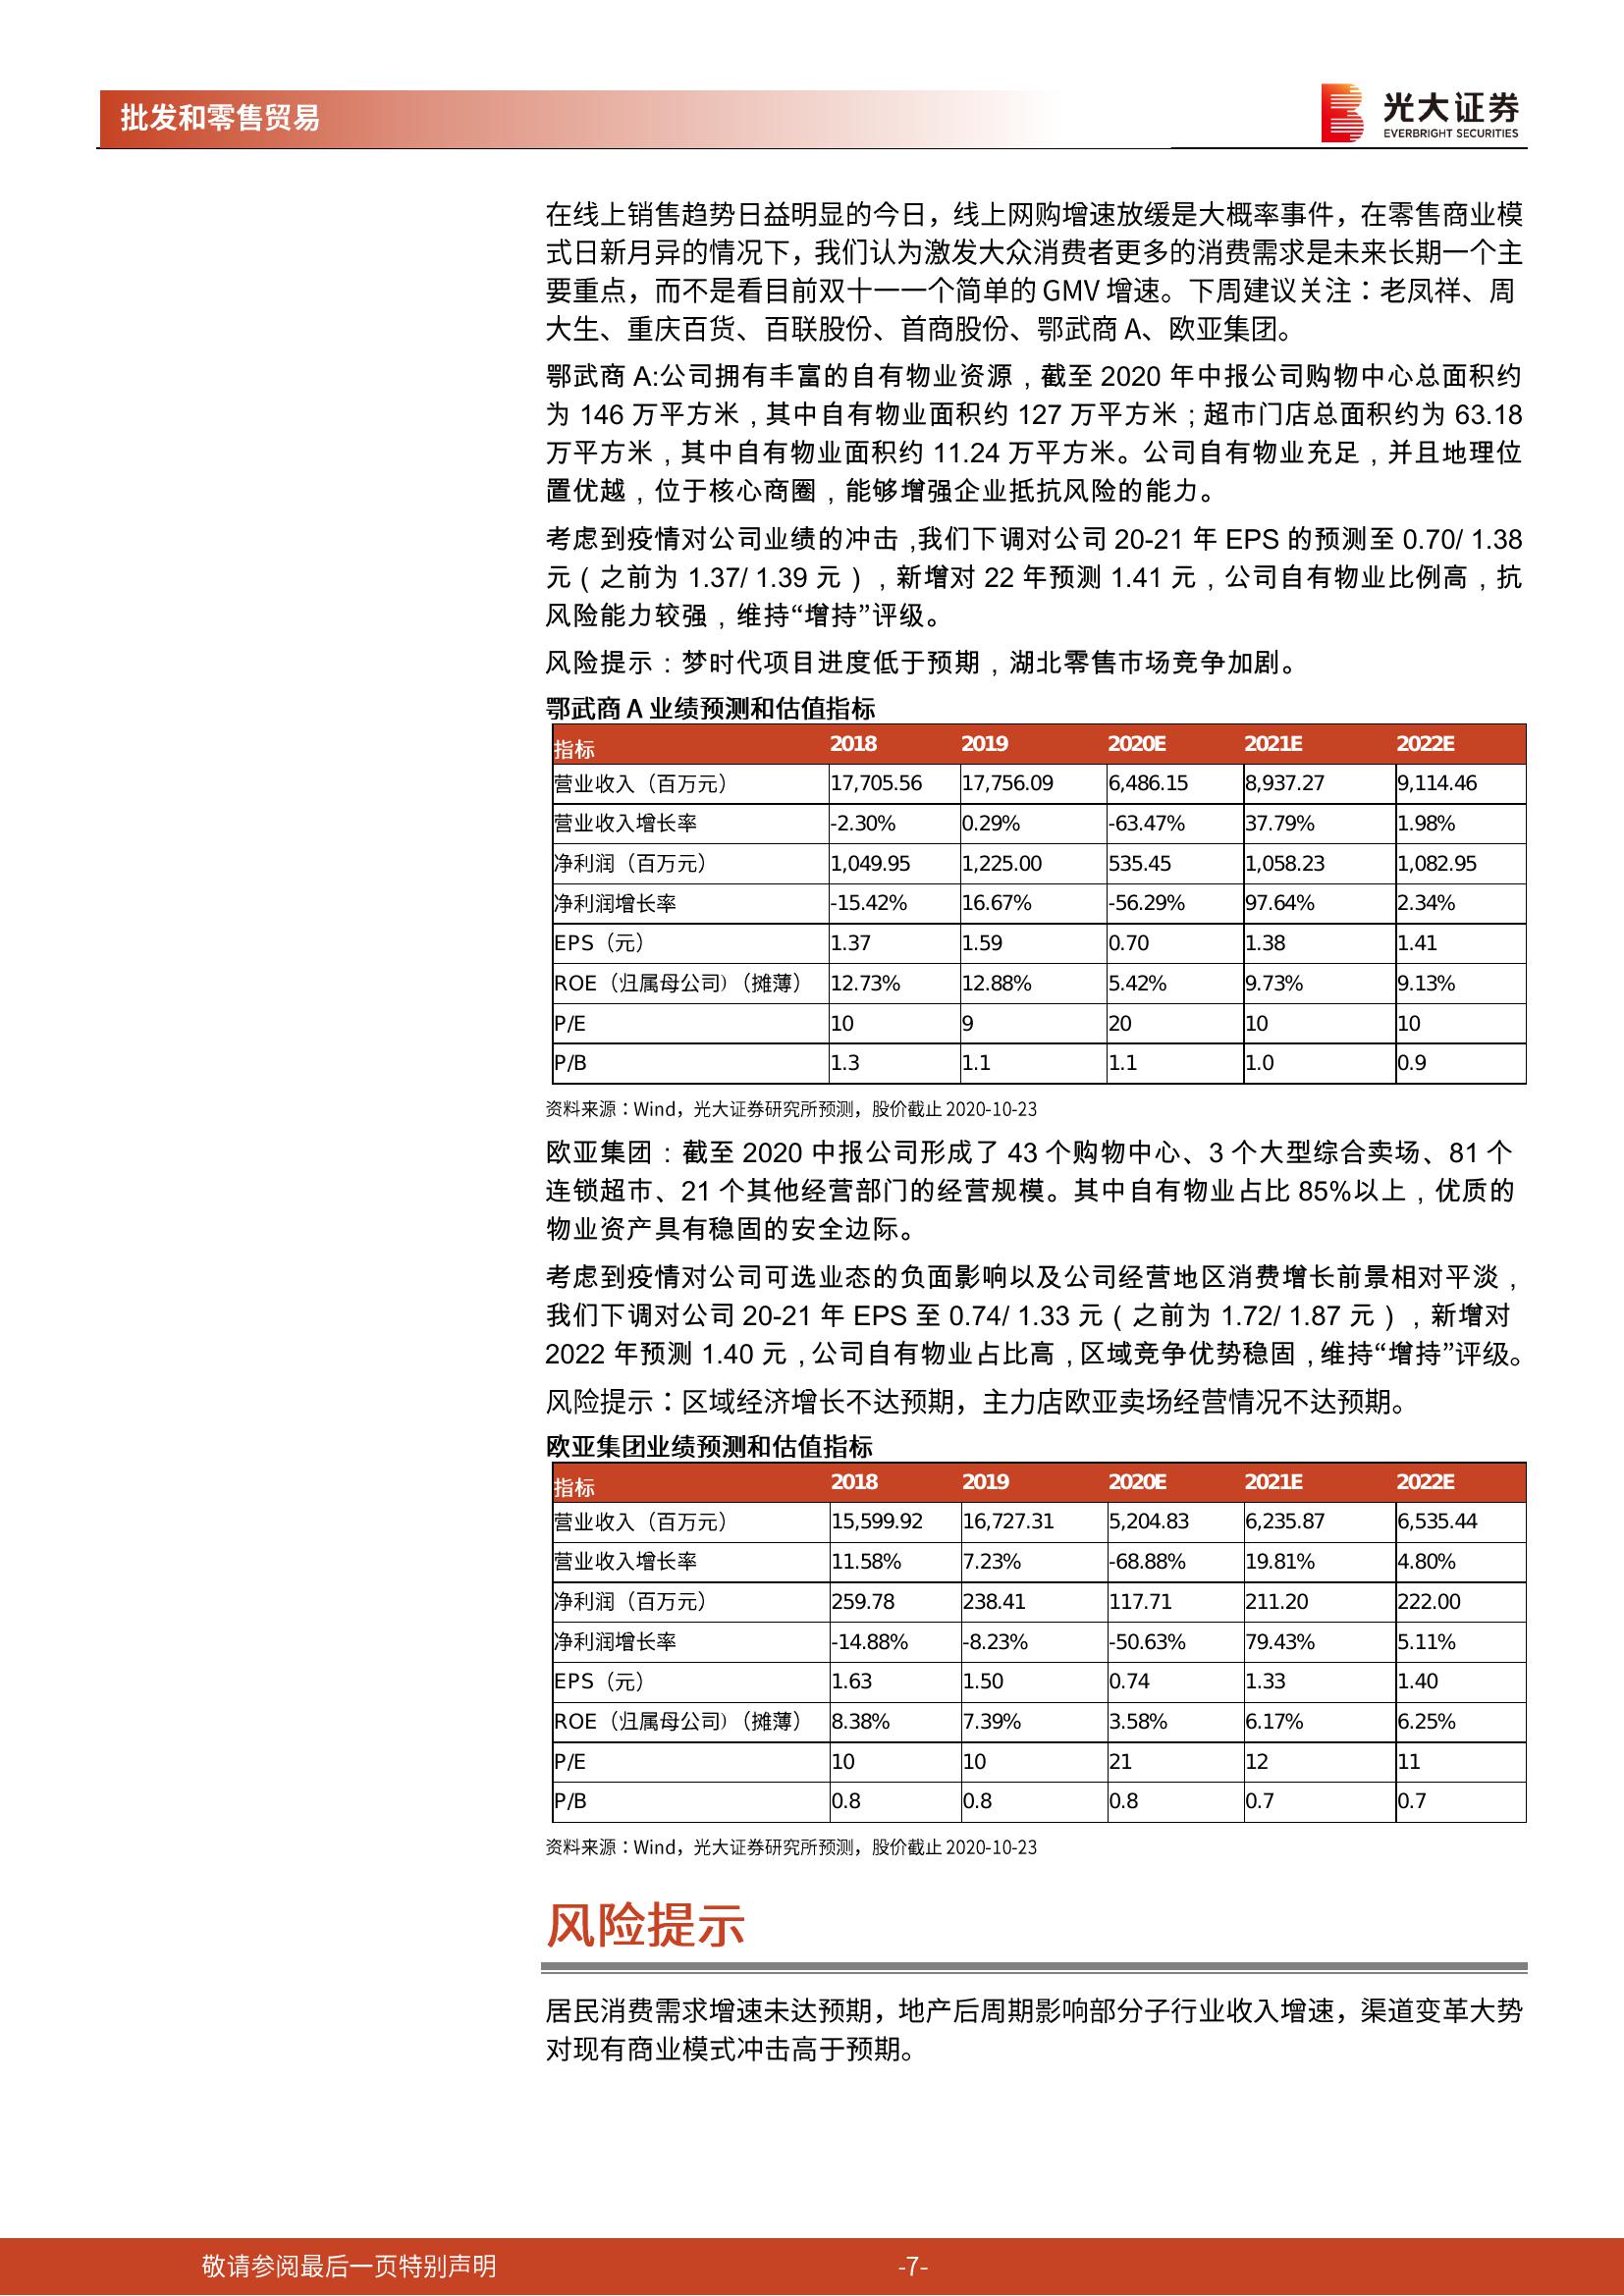 批发和零售贸易
光大证券
EVERBRIGHT SECURITIES
在线上销售趋势日益明显的今日，线上网购增速放缓是大概率事件，在零售商业模
式日新月异的情况下，我们认为激发大众消费者更多的消费需求是未来长期一个主
要重点，而不是看目前双十一一个简单的 GMV 增速。下周建议关注：老凤祥、周
大生、重庆百货、百联股份、首商股份、鄂武商 A、欧亚集团。
鄂武商 A:公司拥有丰富的自有物业资源，截至 2020 年中报公司购物中心总面积约
为 146 万平方米，其中自有物业面积约 127 万平方米；超市门店总面积约为 63.18
万平方米，其中自有物业面积约 11.24 万平方米。公司自有物业充足，并且地理位
置优越，位于核心商圈，能够增强企业抵抗风险的能力。
考虑到疫情对公司业绩的冲击,我们下调对公司 20-21 年 EPS 的预测至 0.70/ 1.38
元（之前为 1.37/ 1.39 元），新增对 22 年预测 1.41 元，公司自有物业比例高，抗
风险能力较强，维持“增持”评级。
风险提示：梦时代项目进度低于预期，湖北零售市场竞争加剧。
鄂武商 A 业绩预测和估值指标
指标 2018 2019 2020E 2021E 2022E
营业收入（百万元） 17,705.56 17,756.09 6,486.15 8,937.27 9,114.46
营业收入增长率 -2.30% 0.29% -63.47% 37.79% 1.98%
净利润（百万元） 1,049.95 1,225.00 535.45 1,058.23 1,082.95
净利润增长率 -15.42% 16.67% -56.29% 97.64% 2.34%
EPS（元） 1.37 1.59 0.70 1.38 1.41
ROE（归属母公司）（摊薄） 12.73% 12.88% 5.42% 9.73% 9.13%
P/E 10 9 20 10 10
P/B 1.3 1.1 1.1 1.0 0.9
资料来源：Wind，光大证券研究所预测，股价截止 2020-10-23
欧亚集团：截至 2020 中报公司形成了 43 个购物中心、3 个大型综合卖场、81 个
连锁超市、21 个其他经营部门的经营规模。其中自有物业占比 85%以上，优质的
物业资产具有稳固的安全边际。
考虑到疫情对公司可选业态的负面影响以及公司经营地区消费增长前景相对平淡，
我们下调对公司 20-21 年 EPS 至 0.74/ 1.33 元（之前为 1.72/ 1.87 元），新增对
2022 年预测 1.40 元,公司自有物业占比高,区域竞争优势稳固,维持“增持”评级。
风险提示：区域经济增长不达预期，主力店欧亚卖场经营情况不达预期。
欧亚集团业绩预测和估值指标
指标 2018 2019 2020E 2021E 2022E
营业收入（百万元） 15,599.92 16,727.31 5,204.83 6,235.87 6,535.44
营业收入增长率 11.58% 7.23% -68.88% 19.81% 4.80%
净利润（百万元） 259.78 238.41 117.71 211.20 222.00
净利润增长率 -14.88% -8.23% -50.63% 79.43% 5.11%
EPS（元） 1.63 1.50 0.74 1.33 1.40
ROE（归属母公司）（摊薄） 8.38% 7.39% 3.58% 6.17% 6.25%
P/E 10 10 21 12 11
P/B 0.8 0.8 0.8 0.7 0.7
资料来源：Wind，光大证券研究所预测，股价截止 2020-10-23
风险提示
居民消费需求增速未达预期，地产后周期影响部分子行业收入增速，渠道变革大势
对现有商业模式冲击高于预期。
敬请参阅最后一页特别声明 -7-